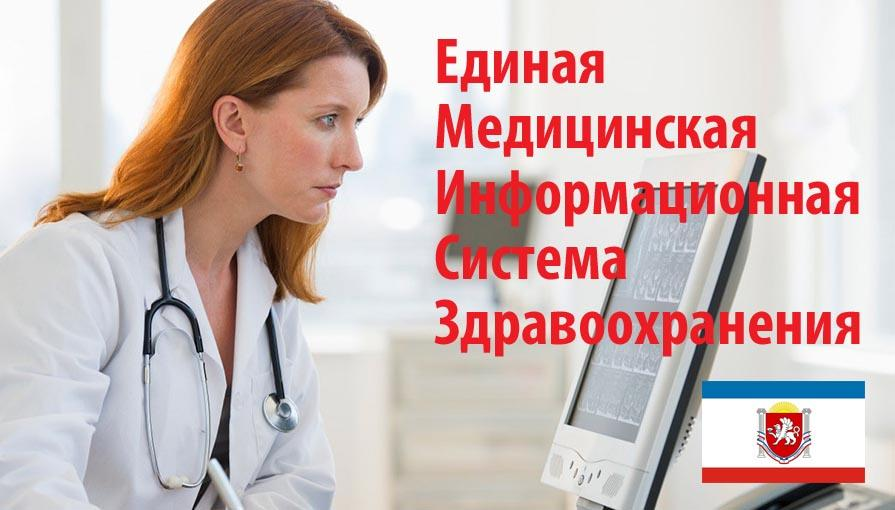 Единая
Медицинская
Информационная
Система
Здравоохранения